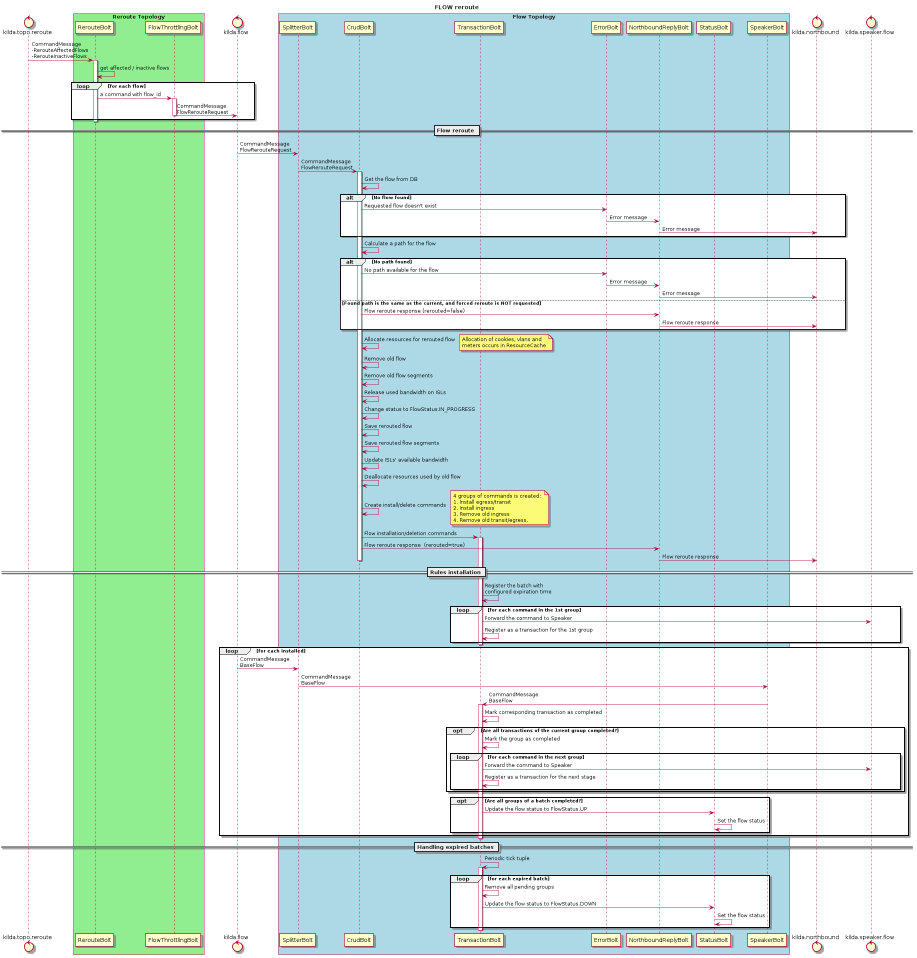 FLOW reroute
Reroute Topology
Flow Topology
kilda.topo.reroute
RerouteBolt
FlowThrottlingBolt
kilda.flow
SplitterBolt
CrudBolt
TransactionBolt
ErrorBolt
NorthboundReplyBolt
StatusBolt
SpeakerBolt
kilda.northbound
kilda.speaker.flow
CommandMessage
-RerouteAffectedFlows
-RerouteInactiveFlows
get affected / inactive flows
loop
[for each flow]
a command with flow_id
CommandMessage
FlowRerouteRequest
Flow reroute
CommandMessage
FlowRerouteRequest
CommandMessage
FlowRerouteRequest
Get the flow from DB
alt
[No flow found]
Requested flow doesn't exist
Error message
Error message
Calculate a path for the flow
alt
[No path found]
No path available for the flow
Error message
Error message
[Found path is the same as the current, and forced reroute is NOT requested]
Flow reroute response (rerouted=false)
Flow reroute response
Allocate resources for rerouted flow
Allocation of cookies, vlans and
meters occurs in ResourceCache
Remove old flow
Remove old flow segments
Release used bandwidth on ISLs
Change status to FlowStatus.IN_PROGRESS
Save rerouted flow
Save rerouted flow segments
Update ISLs' available bandwidth
Deallocate resources used by old flow
4 groups of commands is created:
1. Install egress/transit
2. Install ingress
3. Remove old ingress
4. Remove old transit/egress.
Create install/delete commands
Flow installation/deletion commands
Flow reroute response (rerouted=true)
Flow reroute response
Rules installation
Register the batch with
configured expiration time
loop
[for each command in the 1st group]
Forward the command to Speaker
Register as a transaction for the 1st group
loop
[for each installed]
CommandMessage
BaseFlow
CommandMessage
BaseFlow
CommandMessage
BaseFlow
Mark corresponding transaction as completed
opt
[Are all transactions of the current group completed?]
Mark the group as completed
loop
[for each command in the next group]
Forward the command to Speaker
Register as a transaction for the next stage
opt
[Are all groups of a batch completed?]
Update the flow status to FlowStatus.UP
Set the flow status
Handling expired batches
Periodic tick tuple
loop
[for each expired batch]
Remove all pending groups
Update the flow status to FlowStatus.DOWN
Set the flow status
kilda.topo.reroute
RerouteBolt
FlowThrottlingBolt
kilda.flow
SplitterBolt
CrudBolt
TransactionBolt
ErrorBolt
NorthboundReplyBolt
StatusBolt
SpeakerBolt
kilda.northbound
kilda.speaker.flow